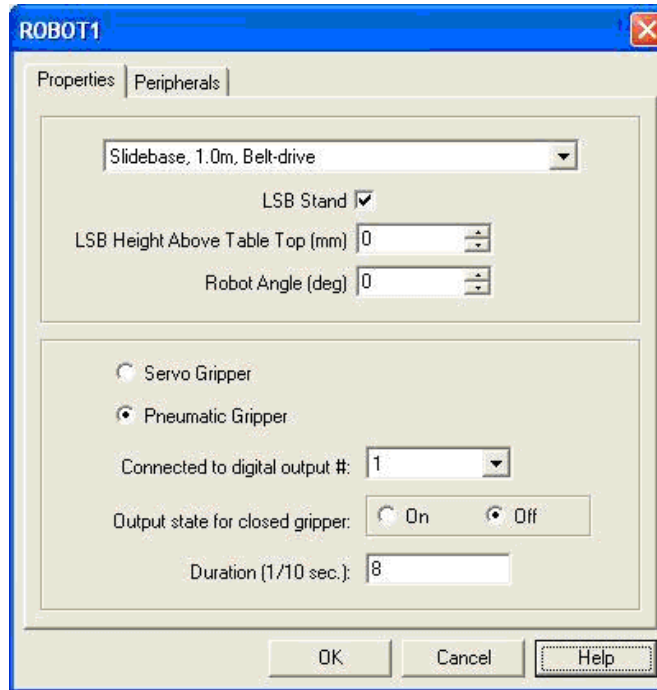 ROBOT1
Properties Peripherals
Slidebase, 1.0m, Belt-drive
LSB Stand
LSB Height Above Table Top (mm) 0
Robot Angle (deg) 0
Servo Gripper
Pneumatic Gripper
Connected to digital output #: 1
Output state for closed gripper: On Off
Duration (1/10 sec.): 8
OK Cancel Help